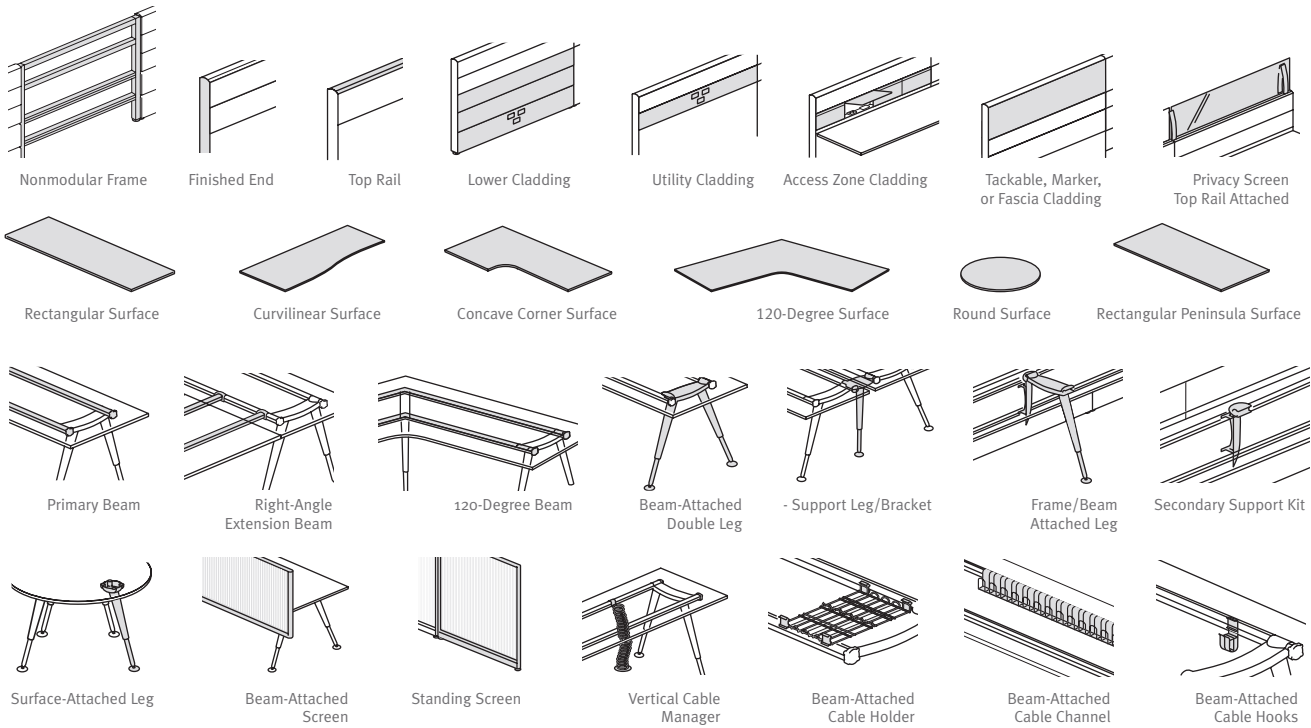 Nonmodular Frame
Finished End
Top Rail
Lower Cladding
Utility Cladding
Access Zone Cladding
Tackable, Marker,
or Fascia Cladding
Privacy Screen
Top Rail Attached
Rectangular Surface
Curvilinear Surface
Concave Corner Surface
120-Degree Surface
Round Surface
Rectangular Peninsula Surface
Primary Beam
Right-Angle
Extension Beam
120-Degree Beam
Beam-Attached
Double Leg
- Support Leg/Bracket
Frame/Beam
Attached Leg
Secondary Support Kit
Surface-Attached Leg
Beam-Attached
Screen
Standing Screen
Vertical Cable
Manager
Beam-Attached
Cable Holder
Beam-Attached
Cable Channel
Beam-Attached
Cable Hooks